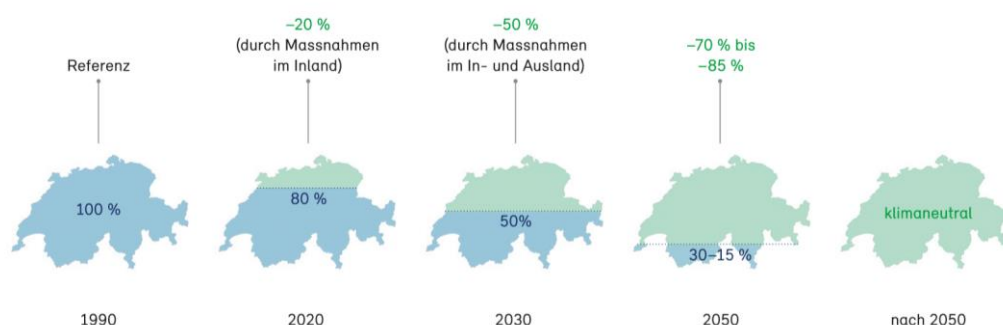 Referenz
–20 %
(durch Massnahmen
im Inland)
–50 %
(durch Massnahmen
im In- und Ausland)
–70 % bis
–85 %
100 %
80 %
50%
30–15 %
klimaneutral
1990
2020
2030
2050
nach 2050